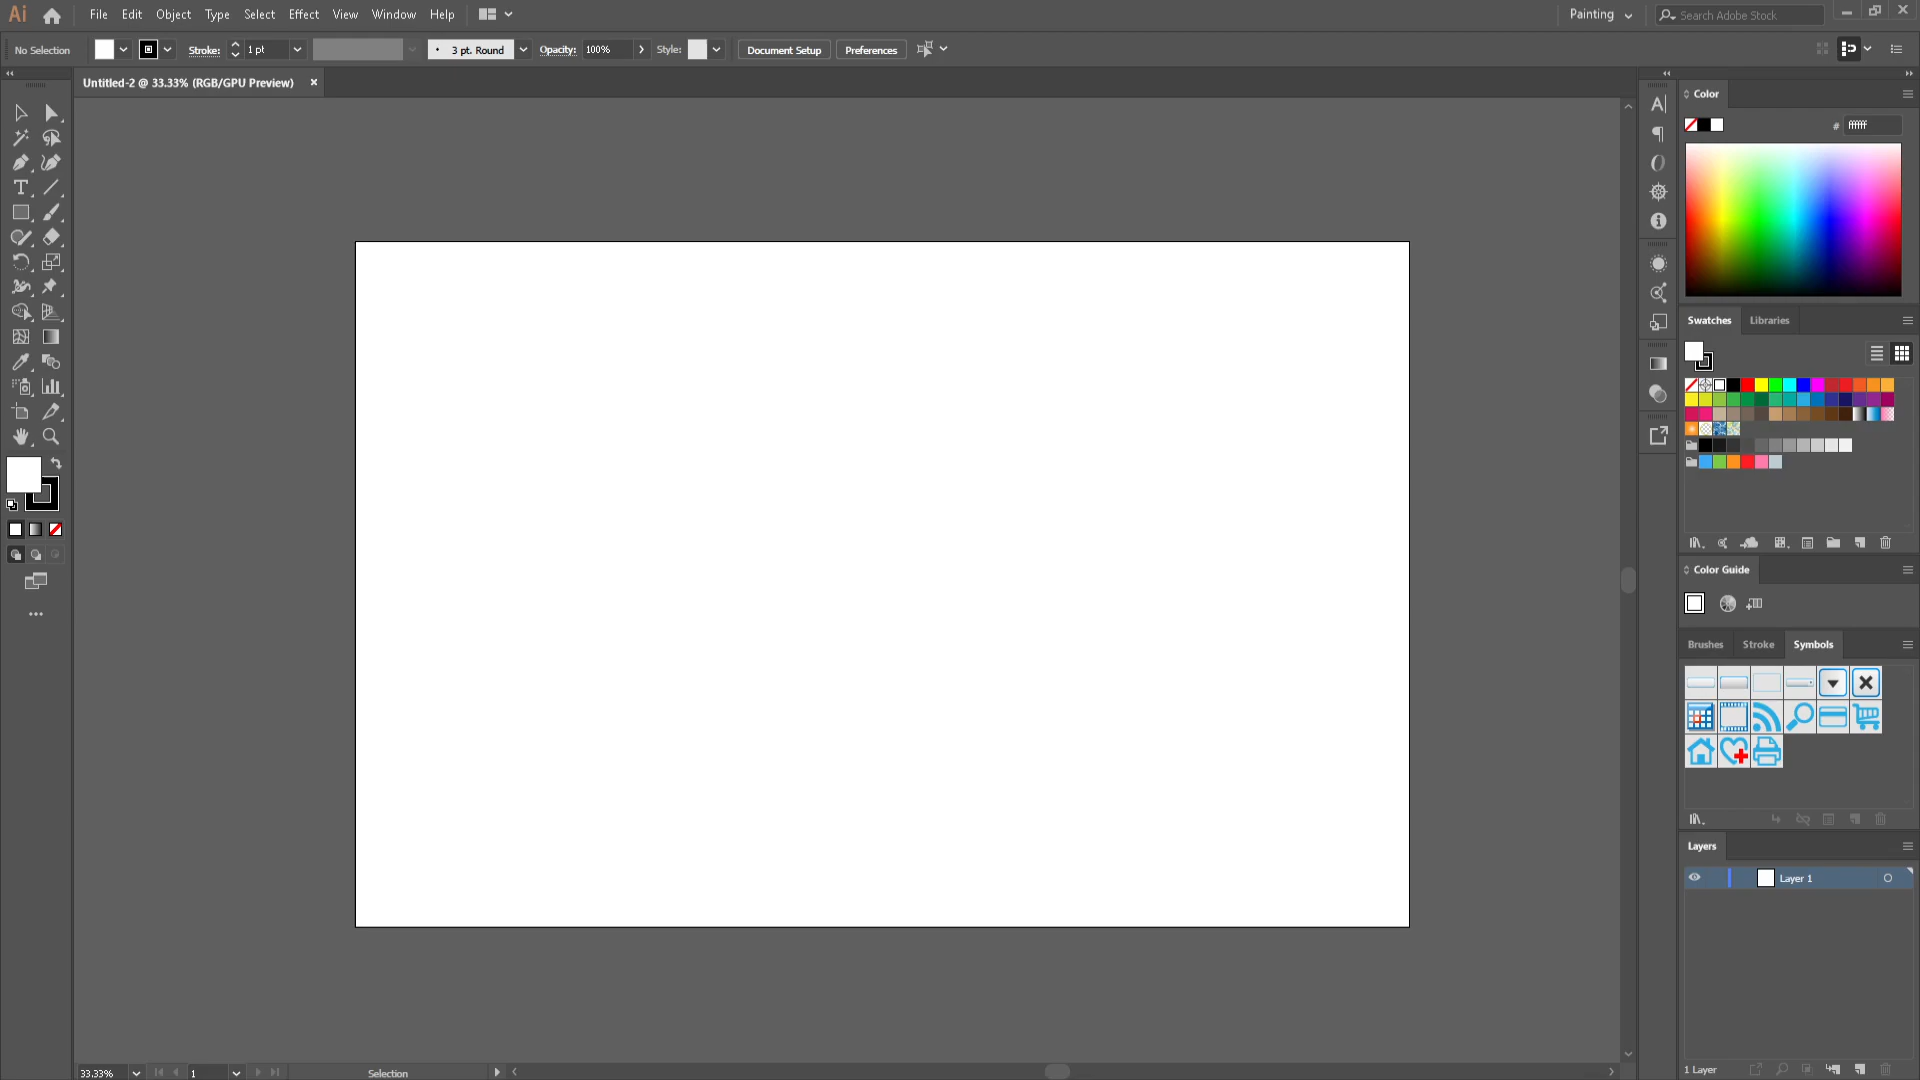 Ai File Edit Object Type Select Effect View Window Help Painting Search Adobe Stock
No Selection Stroke: 1 pt 3 pt. Round Opacity: 100% Style: Document Setup Preferences
Untitled-2 @ 33.33% (RGB/GPU Preview) ×
Color
# ffffff
Swatches Libraries
Color Guide
Brushes Stroke Symbols
Layers
Layer 1
1 Layer
33.33% 1 Selection